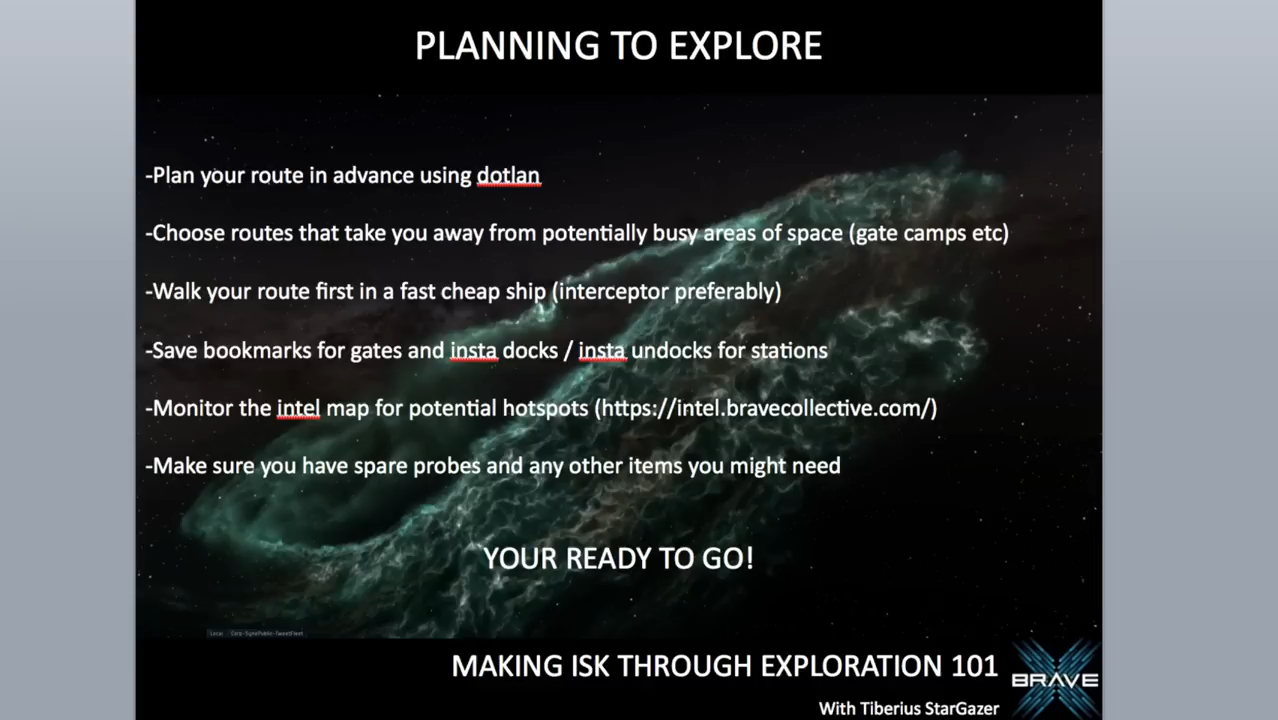 PLANNING TO EXPLORE
-Plan your route in advance using dotlan
-Choose routes that take you away from potentially busy areas of space (gate camps etc)
-Walk your route first in a fast cheap ship (interceptor preferably)
-Save bookmarks for gates and insta docks / insta undocks for stations
-Monitor the intel map for potential hotspots (https://intel.bravecollective.com/)
-Make sure you have spare probes and any other items you might need
YOUR READY TO GO!
MAKING ISK THROUGH EXPLORATION 101
BRAVE
With Tiberius StarGazer